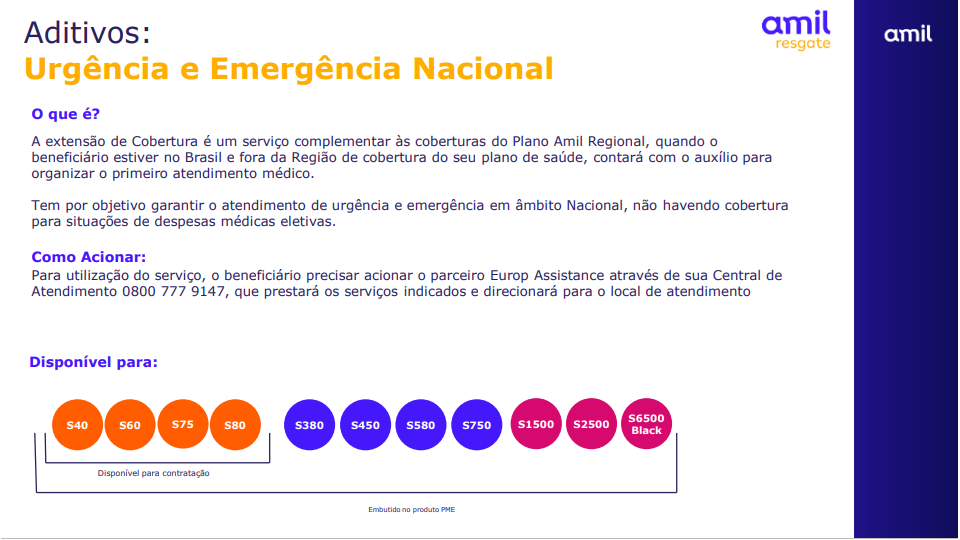 Aditivos:
Urgência e Emergência Nacional
amil
resgate
amil
O que é?
A extensão de Cobertura é um serviço complementar às coberturas do Plano Amil Regional, quando o
beneficiário estiver no Brasil e fora da Região de cobertura do seu plano de saúde, contará com o auxílio para
organizar o primeiro atendimento médico.
Tem por objetivo garantir o atendimento de urgência e emergência em âmbito Nacional, não havendo cobertura
para situações de despesas médicas eletivas.
Como Acionar:
Para utilização do serviço, o beneficiário precisar acionar o parceiro Europ Assistance através de sua Central de
Atendimento 0800 777 9147, que prestará os serviços indicados e direcionará para o local de atendimento
Disponível para:
S40 S60 S75 S80 S380 S450 S580 S750 S1500 S2500 S6500
Black
Disponível para contratação
Embutido no produto PME